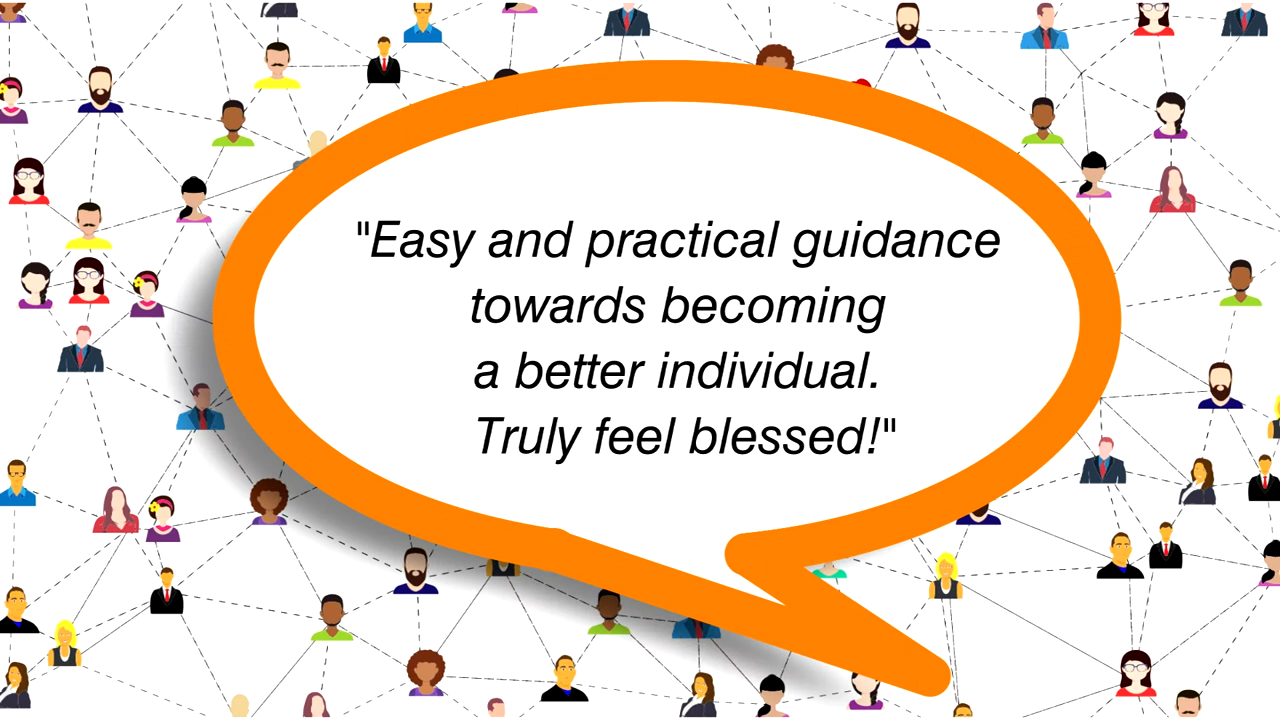 "Easy and practical guidance
towards becoming
a better individual.
Truly feel blessed!"